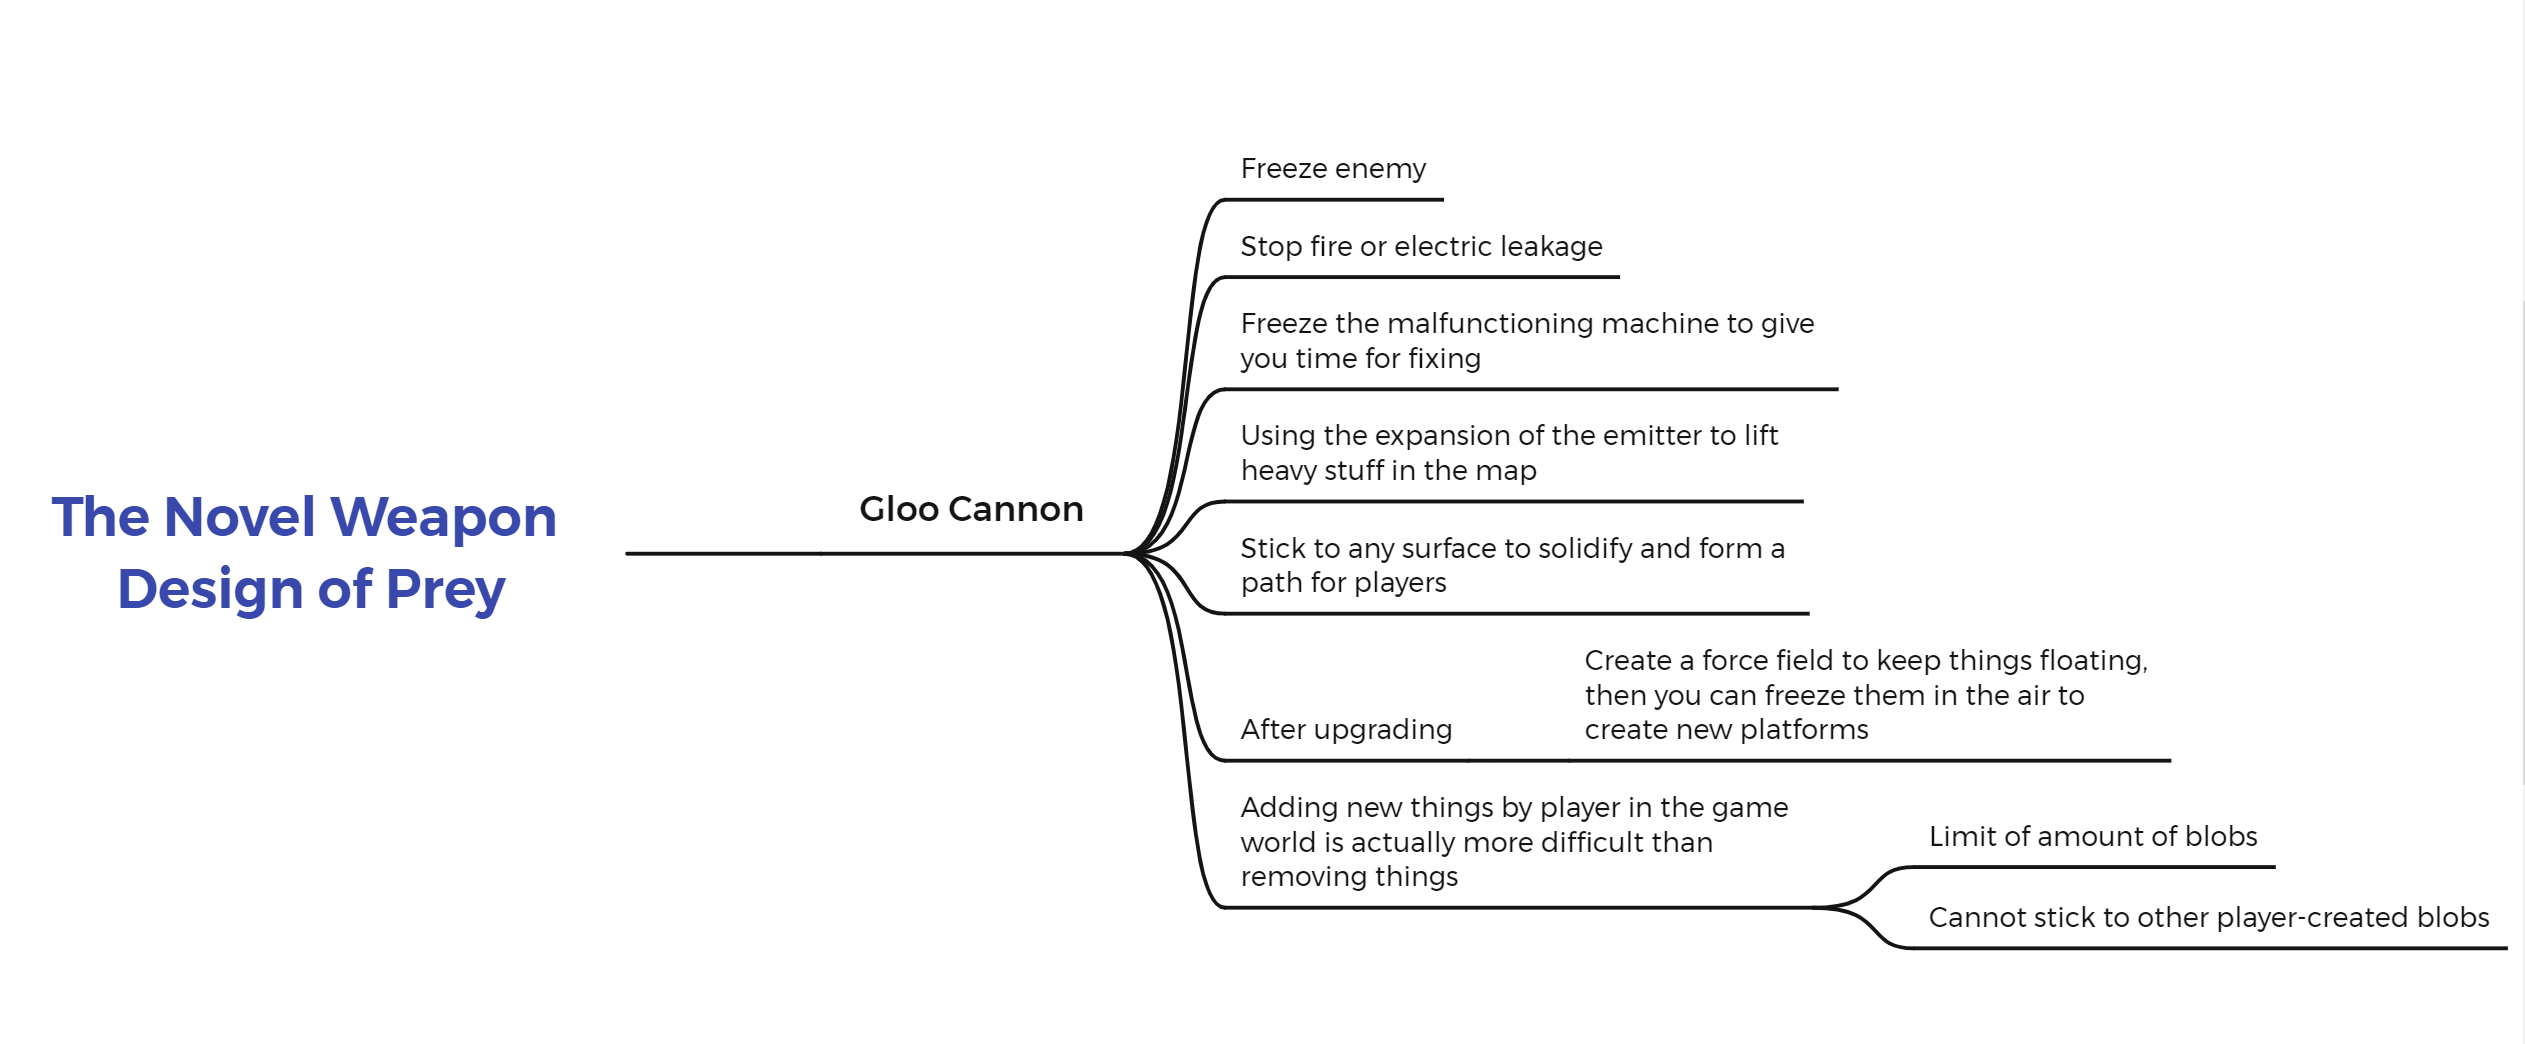 The Novel Weapon
Design of Prey
Gloo Cannon
Freeze enemy
Stop fire or electric leakage
Freeze the malfunctioning machine to give
you time for fixing
Using the expansion of the emitter to lift
heavy stuff in the map
Stick to any surface to solidify and form a
path for players
After upgrading
Create a force field to keep things floating,
then you can freeze them in the air to
create new platforms
Adding new things by player in the game
world is actually more difficult than
removing things
Limit of amount of blobs
Cannot stick to other player-created blobs